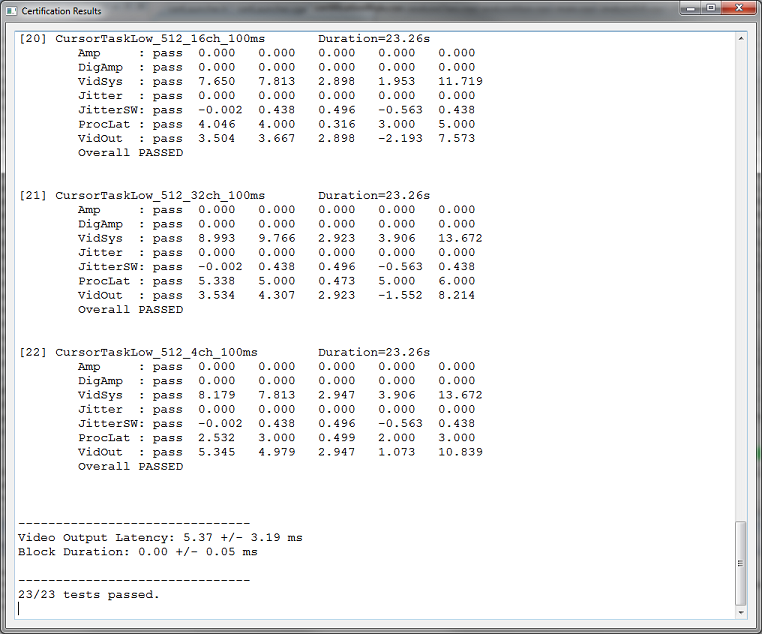 Certification Results
[20] CursorTaskLow_512_16ch_100ms       Duration=23.26s
        Amp     : pass  0.000   0.000   0.000   0.000   0.000
        DigAmp  : pass  0.000   0.000   0.000   0.000   0.000
        VidSys  : pass  7.650   7.813   2.898   1.953   11.719
        Jitter  : pass  0.000   0.000   0.000   0.000   0.000
        JitterSW: pass  -0.002  0.438   0.496   -0.563  0.438
        ProcLat : pass  4.046   4.000   0.316   3.000   5.000
        VidOut  : pass  3.504   3.667   2.898   -2.193  7.573
        Overall PASSED
[21] CursorTaskLow_512_32ch_100ms       Duration=23.26s
        Amp     : pass  0.000   0.000   0.000   0.000   0.000
        DigAmp  : pass  0.000   0.000   0.000   0.000   0.000
        VidSys  : pass  8.993   9.766   2.923   3.906   13.672
        Jitter  : pass  0.000   0.000   0.000   0.000   0.000
        JitterSW: pass  -0.002  0.438   0.496   -0.563  0.438
        ProcLat : pass  5.338   5.000   0.473   5.000   6.000
        VidOut  : pass  3.534   4.307   2.923   -1.552  8.214
        Overall PASSED
[22] CursorTaskLow_512_4ch_100ms        Duration=23.26s
        Amp     : pass  0.000   0.000   0.000   0.000   0.000
        DigAmp  : pass  0.000   0.000   0.000   0.000   0.000
        VidSys  : pass  8.179   7.813   2.947   3.906   13.672
        Jitter  : pass  0.000   0.000   0.000   0.000   0.000
        JitterSW: pass  -0.002  0.438   0.496   -0.563  0.438
        ProcLat : pass  2.532   3.000   0.499   2.000   3.000
        VidOut  : pass  5.345   4.979   2.947   1.073   10.839
        Overall PASSED
-------------------------------
Video Output Latency: 5.37 +/- 3.19 ms
Block Duration: 0.00 +/- 0.05 ms
-------------------------------
23/23 tests passed.